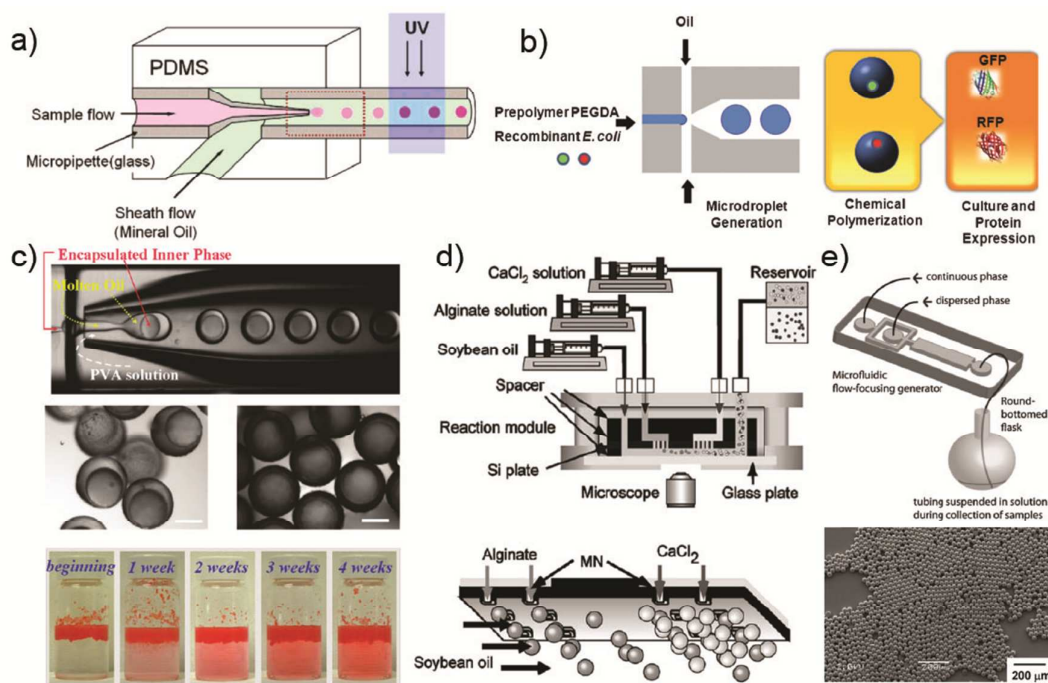 a)
PDMS
UV
Sample flow
Micropipette(glass)
Sheath flow
(Mineral Oil)
b)
Oil
Prepolymer PEGDA
Recombinant E.coli
Microdroplet
Generation
GFP
RFP
Chemical
Polymerization
Culture and
Protein
Expression
c)
Encapsulated Inner Phase
Molten Oil
PVA solution
beginning
1 week
2 weeks
3 weeks
4 weeks
d)
CaCl2 solution
Alginate solution
Soybean oil
Reservoir
Spacer
Reaction module
Si plate
Microscope
Glass plate
Alginate
MN
CaCl2
Soybean oil
e)
continuous phase
dispersed phase
Microfluidic
flow-focusing generator
Round-
bottomed
flask
tubing suspended in solution
during collection of samples
200 μm